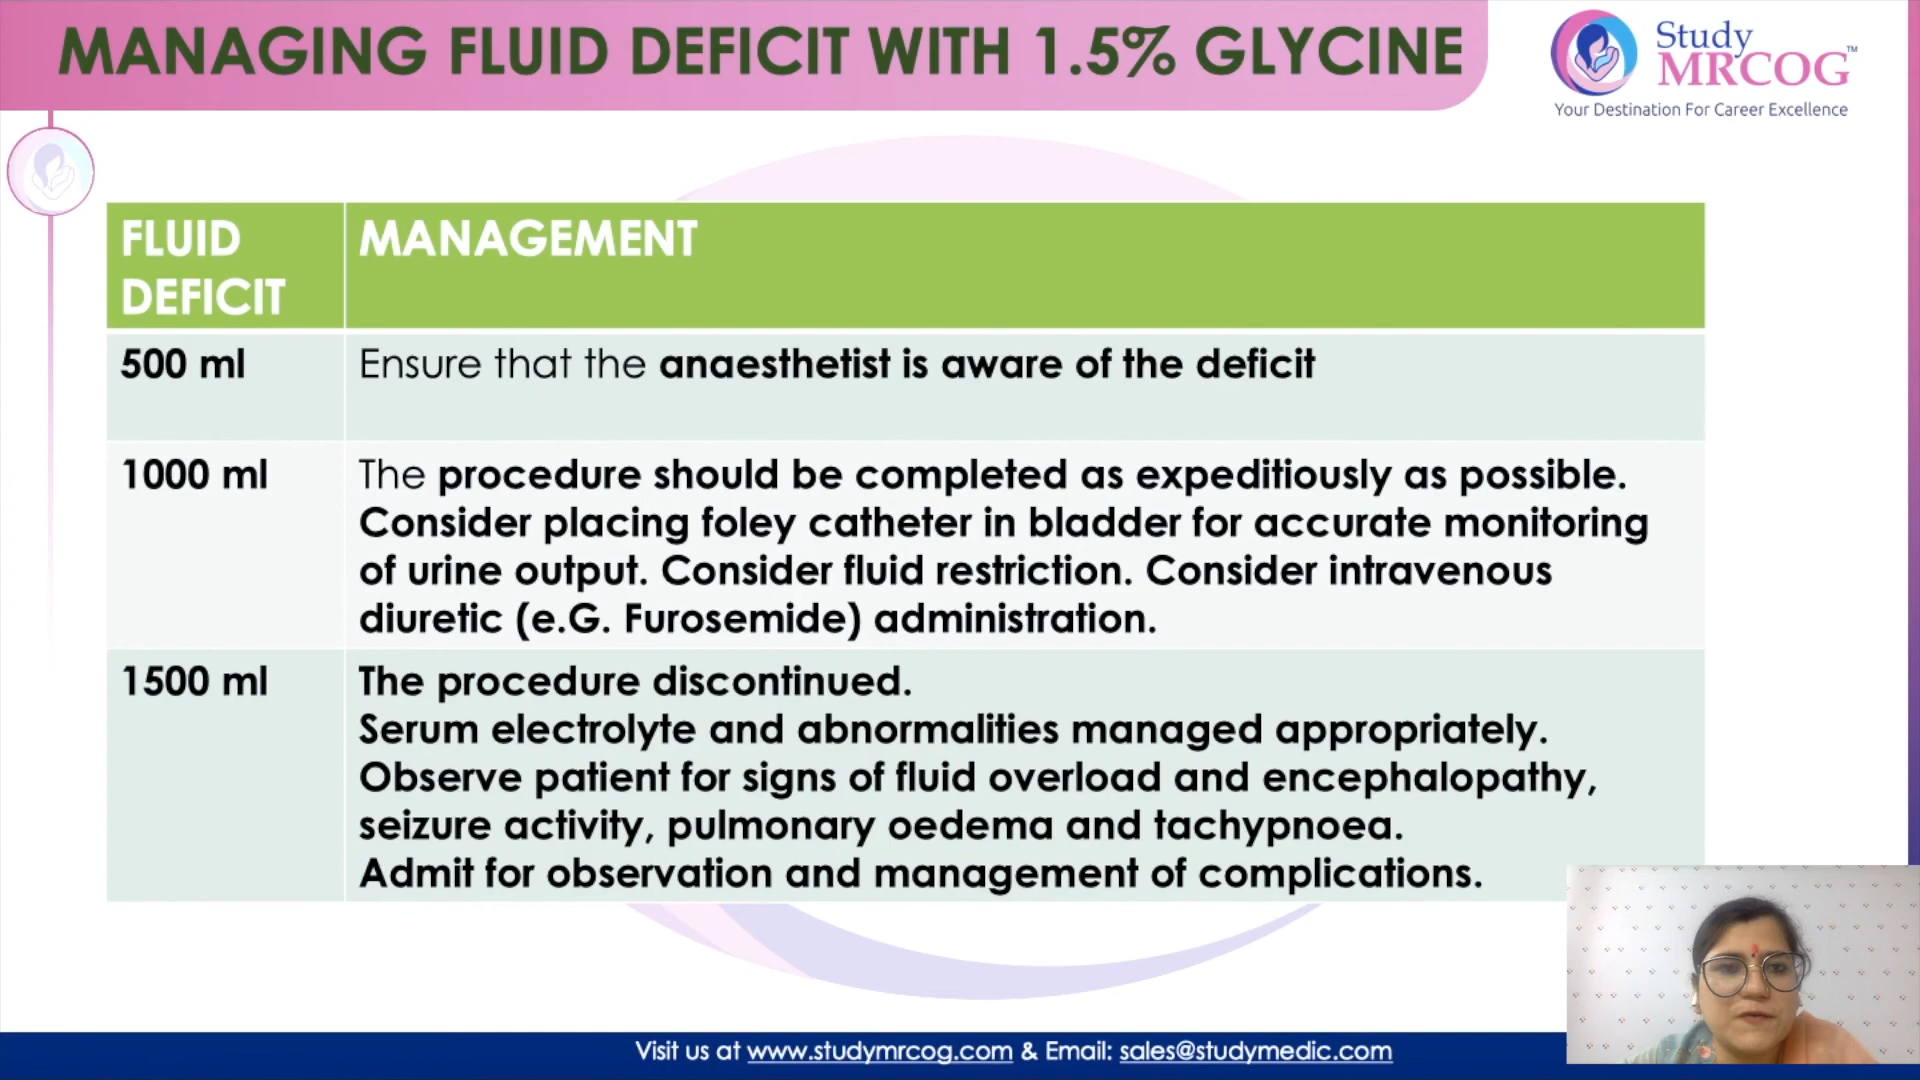 MANAGING FLUID DEFICIT WITH 1.5% GLYCINE
Study
MRCOG™
Your Destination For Career Excellence
FLUID
DEFICIT
MANAGEMENT
500 ml
Ensure that the anaesthetist is aware of the deficit
1000 ml
The procedure should be completed as expeditiously as possible.
Consider placing foley catheter in bladder for accurate monitoring
of urine output. Consider fluid restriction. Consider intravenous
diuretic (e.G. Furosemide) administration.
1500 ml
The procedure discontinued.
Serum electrolyte and abnormalities managed appropriately.
Observe patient for signs of fluid overload and encephalopathy,
seizure activity, pulmonary oedema and tachypnoea.
Admit for observation and management of complications.
Visit us at www.studymrcog.com & Email: sales@studymedic.com